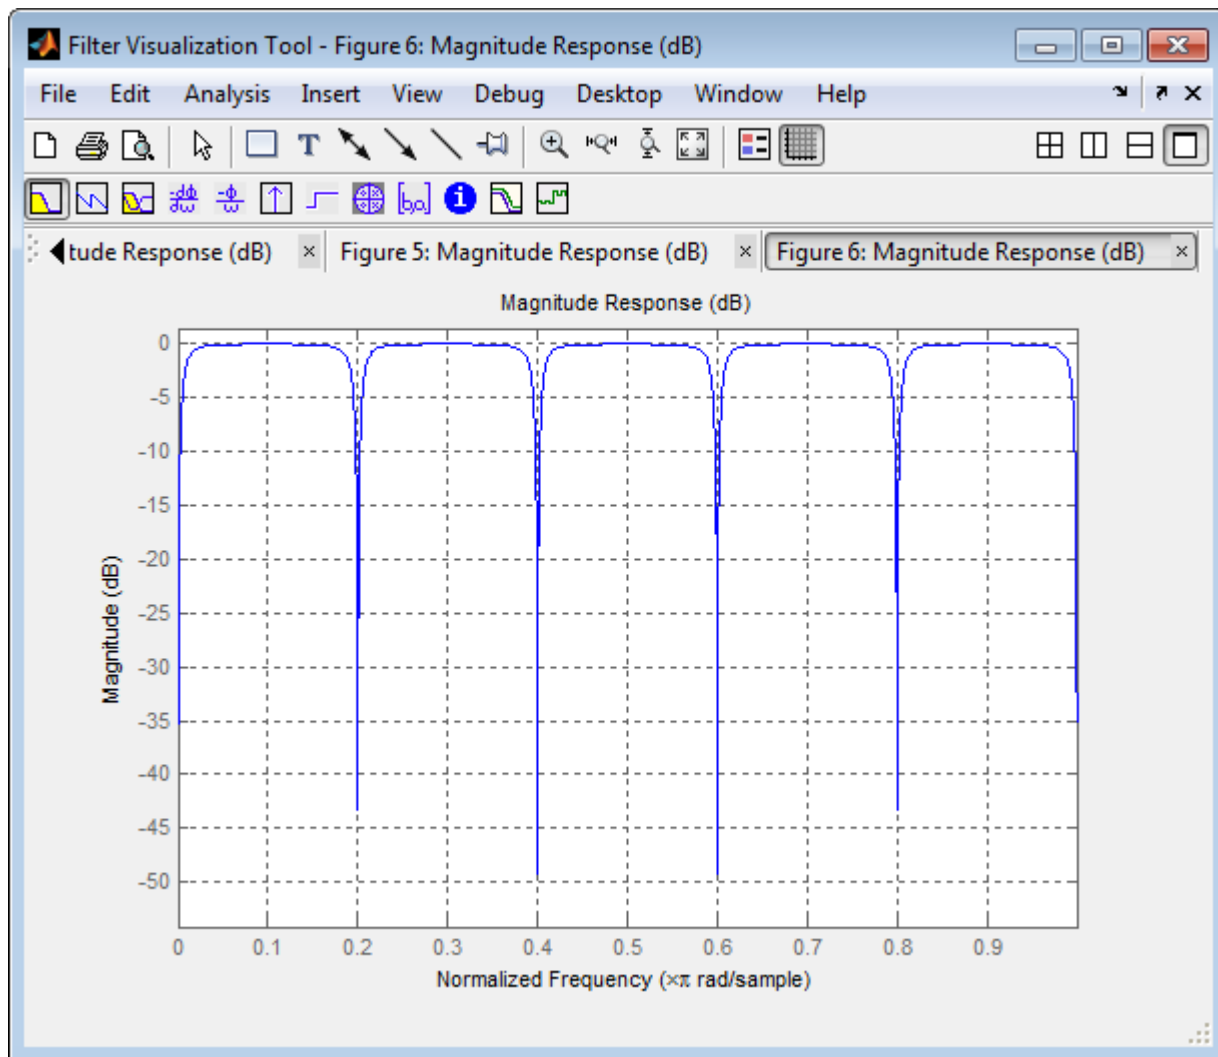 Filter Visualization Tool - Figure 6: Magnitude Response (dB)
File Edit Analysis Insert View Debug Desktop Window Help
tude Response (dB) Figure 5: Magnitude Response (dB) Figure 6: Magnitude Response (dB)
Magnitude Response (dB)
0
-5
-10
-15
-20
-25
-30
-35
-40
-45
-50
Magnitude (dB)
0 0.1 0.2 0.3 0.4 0.5 0.6 0.7 0.8 0.9
Normalized Frequency (×π rad/sample)